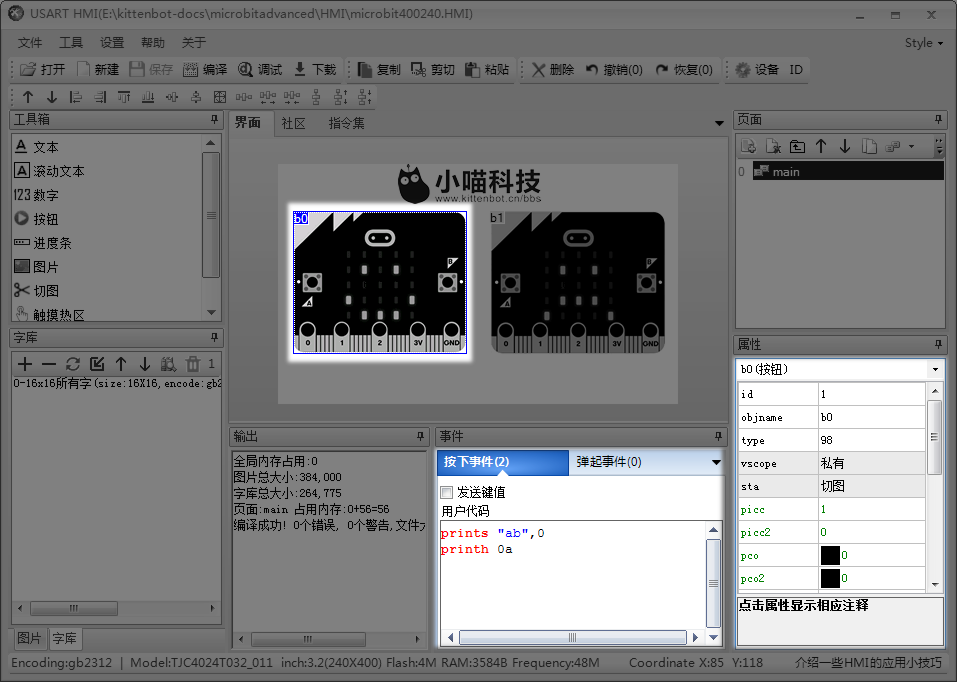 USART HMI(E:\kittenbot-docs\microbitadvanced\HMI\microbit400240.HMI)
文件 工具 设置 帮助 关于 Style
打开 新建 保存 编译 调试 下载 复制 剪切 粘贴 删除 撤销(0) 恢复(0) 设备 ID
工具箱
A 文本
A 滚动文本
123 数字
按钮
进度条
图片
切图
触摸热区
字库
1
0-16x16所有字(size:16X16,encode:gb2
图片 字库
界面 社区 指令集
小喵科技
www.kittenbot.cn/bbs
b0
B
A
0 1 2 3V GND
b1
B
A
0 1 2 3V GND
输出
全局内存占用:0
图片总大小:384,000
字库总大小:264,775
页面:main 占用内存:0+56=56
编译成功! 0个错误, 0个警告,文件大
事件
按下事件(2) 弹起事件(0)
发送键值
用户代码
prints "ab",0
printh 0a
页面
0 main
属性
b0(按钮)
id 1
objname b0
type 98
vscope 私有
sta 切图
picc 1
picc2 0
pco 0
pco2 0
点击属性显示相应注释
Encoding:gb2312 | Model:TJC4024T032_011 inch:3.2(240X400) Flash:4M RAM:3584B Frequency:48M Coordinate X:85 Y:118 介绍一些HMI的应用小技巧